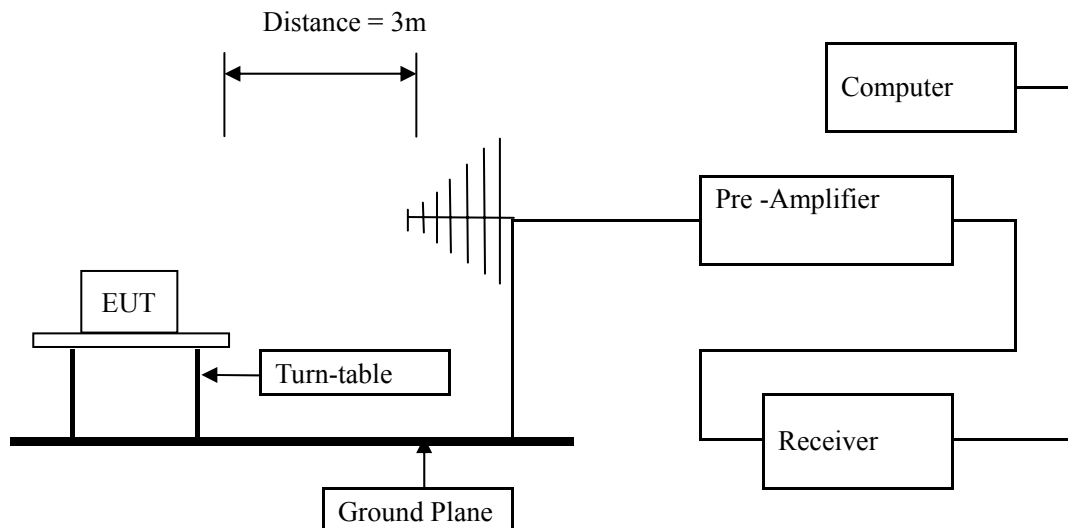 Distance = 3m
Computer
Pre -Amplifier
EUT
Turn-table
Receiver
Ground Plane